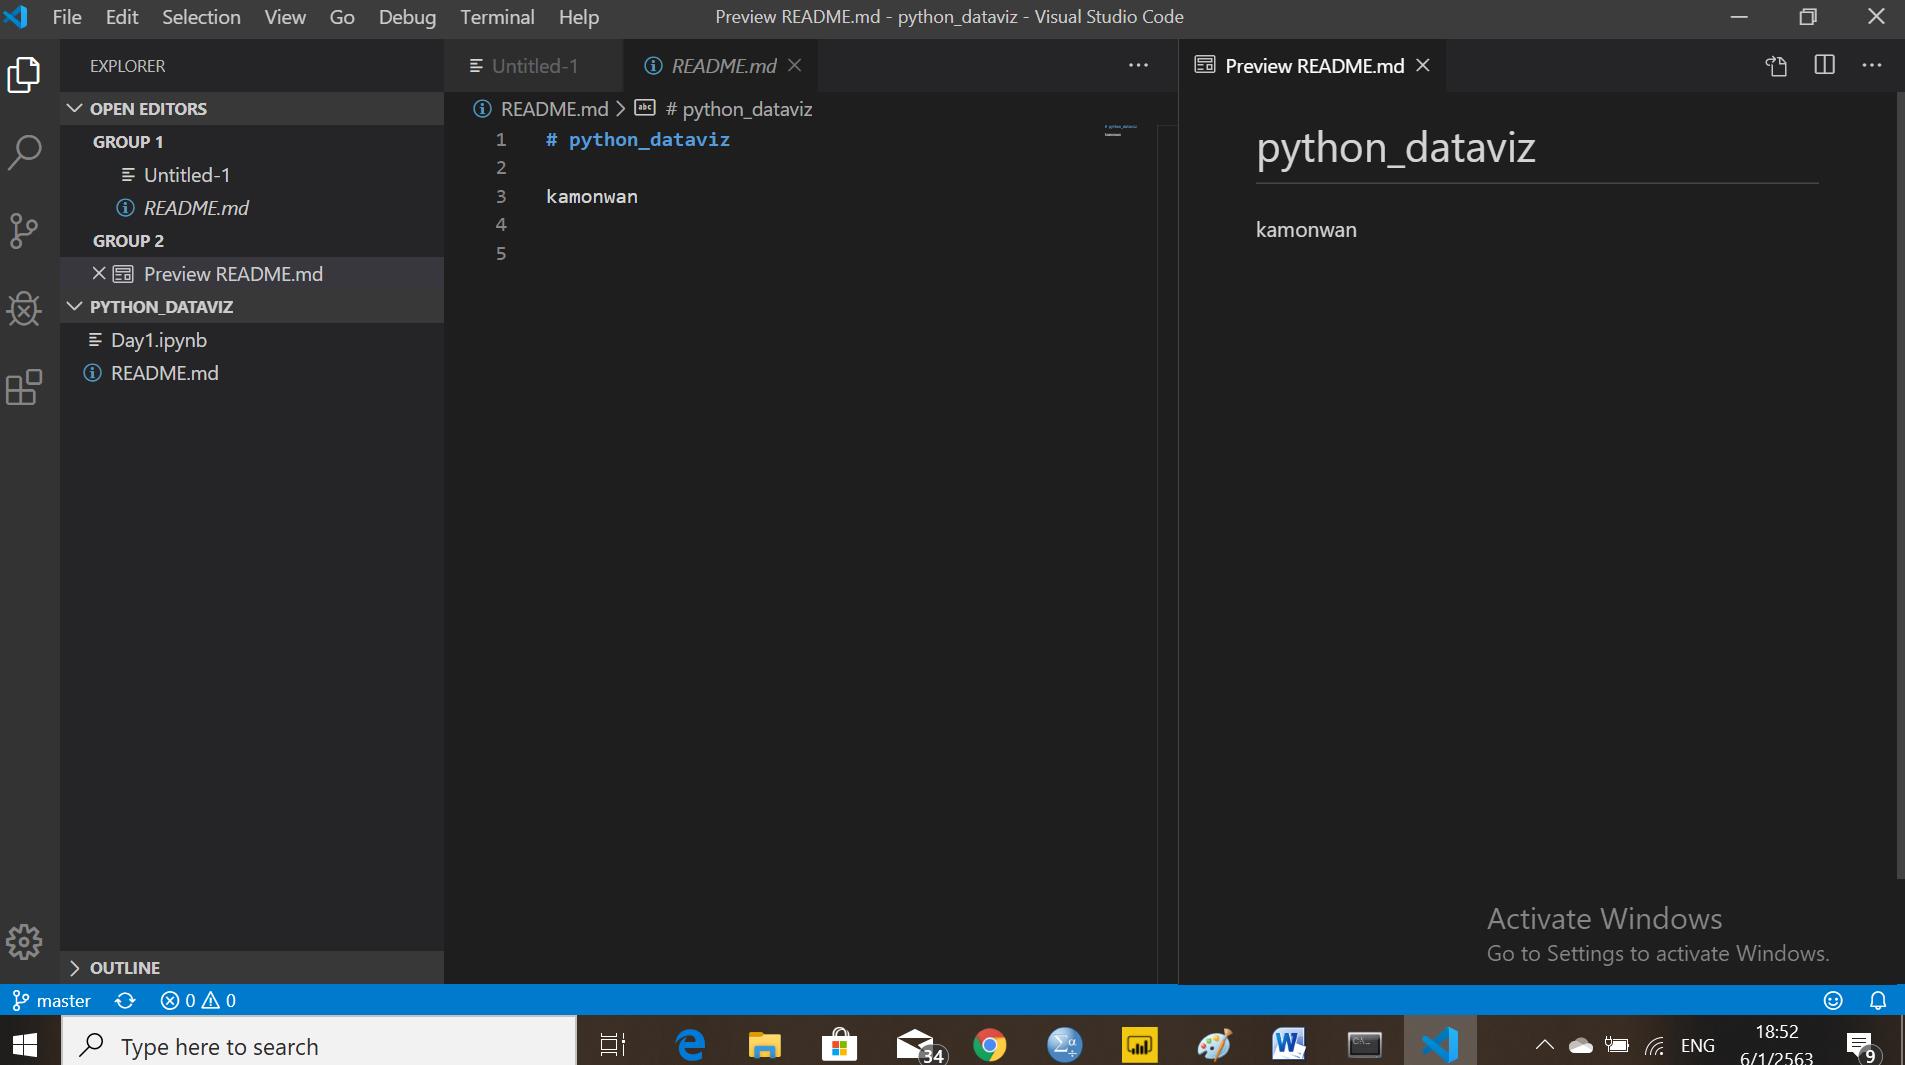 File Edit Selection View Go Debug Terminal Help
Preview README.md - python_dataviz - Visual Studio Code
EXPLORER
OPEN EDITORS
GROUP 1
Untitled-1
README.md
GROUP 2
Preview README.md
PYTHON_DATAVIZ
Day1.ipynb
README.md
OUTLINE
Untitled-1
README.md
README.md > # python_dataviz
1 # python_dataviz
2
3 kamonwan
4
5
Preview README.md
python_dataviz
kamonwan
Activate Windows
Go to Settings to activate Windows.
master 0 0
Type here to search
34
ENG
18:52
6/1/2563
9